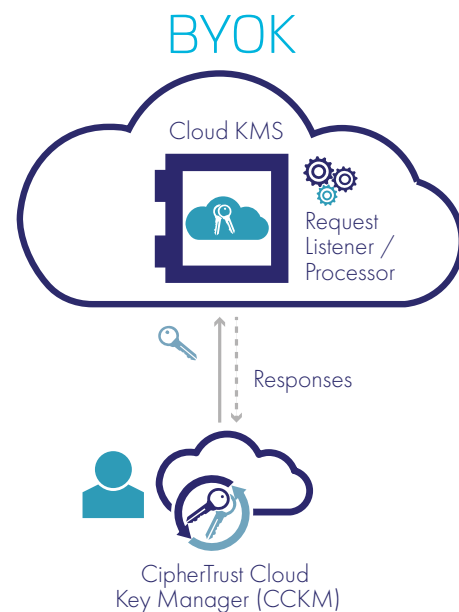 BYOK
Cloud KMS
Request
Listener /
Processor
Responses
CipherTrust Cloud
Key Manager (CCKM)